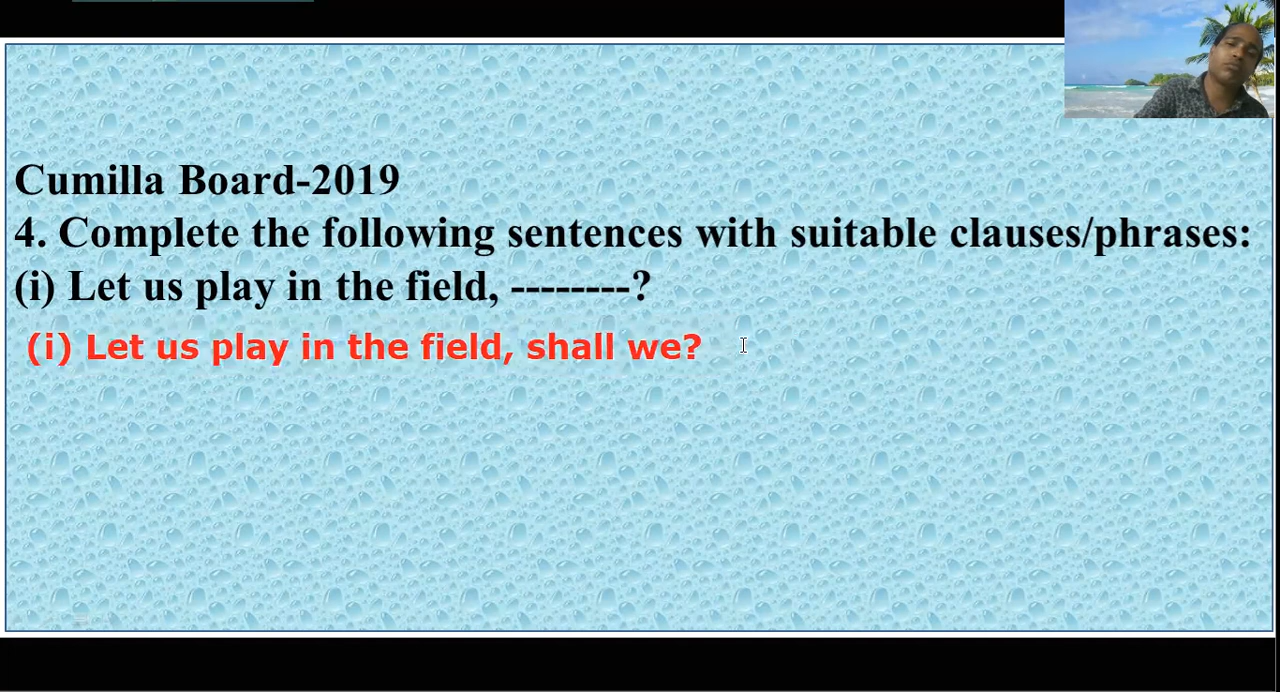 Cumilla Board-2019
4. Complete the following sentences with suitable clauses/phrases:
(i) Let us play in the field, --------?
(i) Let us play in the field, shall we?